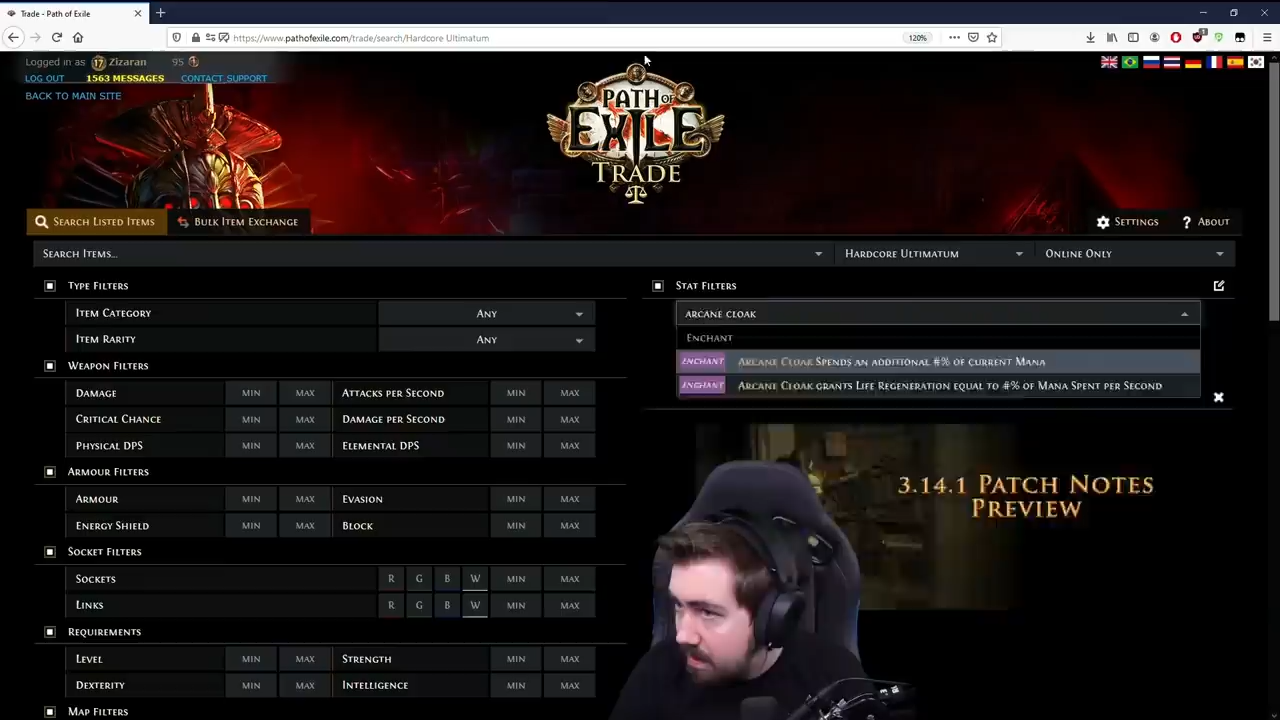 Trade - Path of Exile
https://www.pathofexile.com/trade/search/Hardcore Ultimatum
120%
Logged in as Zizaran 95
LOG OUT 1563 MESSAGES CONTACT SUPPORT
BACK TO MAIN SITE
PATH OF
EXILE
TRADE
SEARCH LISTED ITEMS BULK ITEM EXCHANGE SETTINGS ? ABOUT
SEARCH ITEMS... HARDCORE ULTIMATUM ONLINE ONLY
TYPE FILTERS
ITEM CATEGORY ANY
ITEM RARITY ANY
WEAPON FILTERS
DAMAGE MIN MAX ATTACKS PER SECOND MIN MAX
CRITICAL CHANCE MIN MAX DAMAGE PER SECOND MIN MAX
PHYSICAL DPS MIN MAX ELEMENTAL DPS MIN MAX
ARMOUR FILTERS
ARMOUR MIN MAX EVASION MIN MAX
ENERGY SHIELD MIN MAX BLOCK MIN MAX
SOCKET FILTERS
SOCKETS R G B W MIN MAX
LINKS R G B W MIN MAX
REQUIREMENTS
LEVEL MIN MAX STRENGTH MIN MAX
DEXTERITY MIN MAX INTELLIGENCE MIN MAX
MAP FILTERS
STAT FILTERS
ARCANE CLOAK
ENCHANT
ENCHANT ARCANE CLOAK SPENDS AN ADDITIONAL #% OF CURRENT MANA
ENCHANT ARCANE CLOAK GRANTS LIFE REGENERATION EQUAL TO #% OF MANA SPENT PER SECOND
3.14.1 PATCH NOTES
PREVIEW